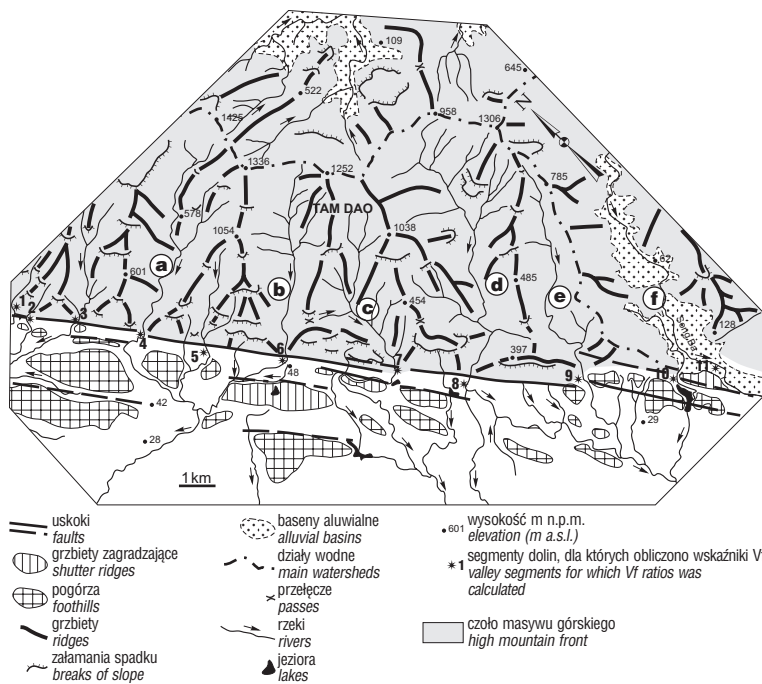 109
645
522
1425
958
1306
N
1336
1252
785
TAM DAO
578
1054
1038
a
601
b
62
d
485
e
f
c
454
128
1
2
3
4
5
6
7
8
9
10
11
Song Ba
397
48
42
28
29
1 km
uskoki
faults
grzbiety zagradzające
shutter ridges
pogórza
foothills
grzbiety
ridges
załamania spadku
breaks of slope
baseny aluwialne
alluvial basins
działy wodne
main watersheds
przełęcze
passes
rzeki
rivers
jeziora
lakes
601 wysokość m n.p.m.
elevation (m a.s.l.)
1 segmenty dolin, dla których obliczono wskaźniki Vf
valley segments for which Vf ratios was
calculated
czoło masywu górskiego
high mountain front